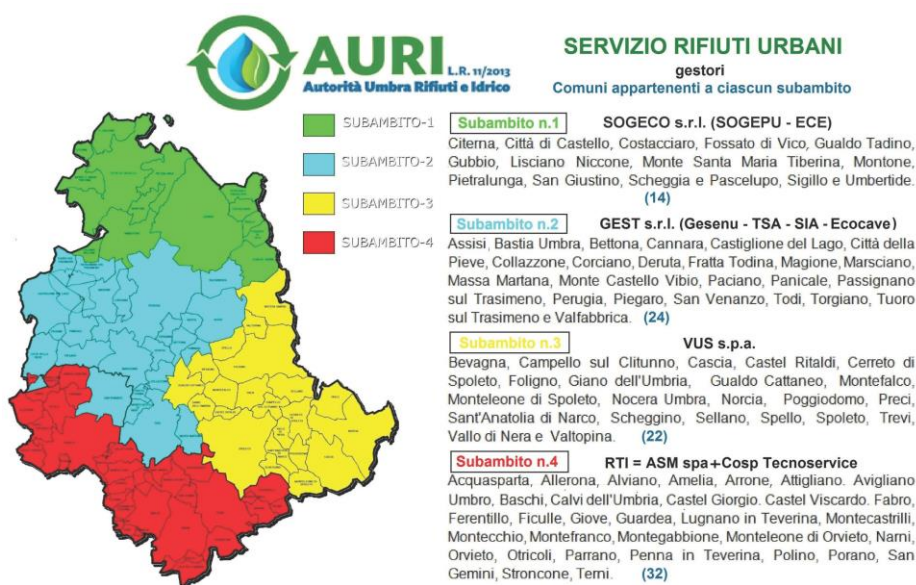 AURI L.R. 11/2013
Autorità Umbra Rifiuti e Idrico
SERVIZIO RIFIUTI URBANI
gestori
Comuni appartenenti a ciascun subambito
SUBAMBITO-1
SUBAMBITO-2
SUBAMBITO-3
SUBAMBITO-4
Subambito n.1 SOGECO s.r.l. (SOGEPU - ECE)
Citerna, Città di Castello, Costacciaro, Fossato di Vico, Gualdo Tadino,
Gubbio, Lisciano Niccone, Monte Santa Maria Tiberina, Montone,
Pietralunga, San Giustino, Scheggia e Pascelupo, Sigillo e Umbertide.
(14)
Subambito n.2 GEST s.r.l. (Gesenu - TSA - SIA - Ecocave)
Assisi, Bastia Umbra, Bettona, Cannara, Castiglione del Lago, Città della
Pieve, Collazzone, Corciano, Deruta, Fratta Todina, Magione, Marsciano,
Massa Martana, Monte Castello Vibio, Paciano, Panicale, Passignano
sul Trasimeno, Perugia, Piegaro, San Venanzo, Todi, Torgiano, Tuoro
sul Trasimeno e Valfabbrica. (24)
Subambito n.3 VUS s.p.a.
Bevagna, Campello sul Clitunno, Cascia, Castel Ritaldi, Cerreto di
Spoleto, Foligno, Giano dell'Umbria, Gualdo Cattaneo, Montefalco,
Monteleone di Spoleto, Nocera Umbra, Norcia, Poggiodomo, Preci,
Sant'Anatolia di Narco, Scheggino, Sellano, Spello, Spoleto, Trevi,
Vallo di Nera e Valtopina. (22)
Subambito n.4 RTI = ASM spa+Cosp Tecnoservice
Acquasparta, Allerona, Alviano, Amelia, Arrone, Attigliano. Avigliano
Umbro, Baschi, Calvi dell'Umbria, Castel Giorgio. Castel Viscardo. Fabro,
Ferentillo, Ficulle, Giove, Guardea, Lugnano in Teverina, Montecastrilli,
Montecchio, Montefranco, Montegabbione, Monteleone di Orvieto, Narni,
Orvieto, Otricoli, Parrano, Penna in Teverina, Polino, Porano, San
Gemini, Stroncone, Terni. (32)